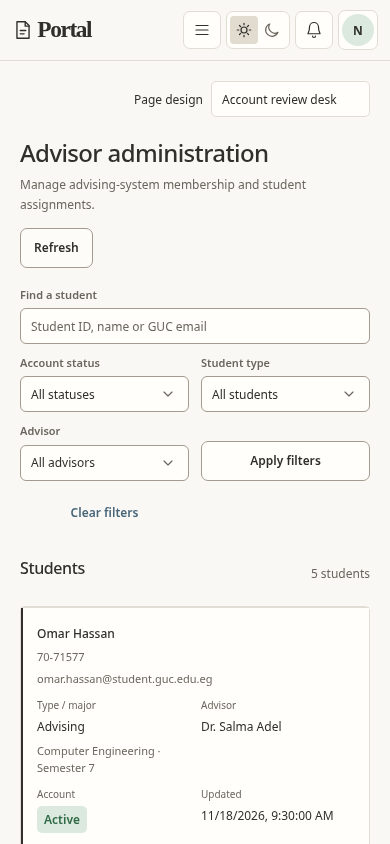 Portal
N
Page design
Account review desk
Advisor administration
Manage advising-system membership and student
assignments.
Refresh
Find a student
Student ID, name or GUC email
Account status
Student type
All statuses
All students
Advisor
All advisors
Apply filters
Clear filters
Students
5 students
Omar Hassan
70-71577
omar.hassan@student.guc.edu.eg
Type / major
Advisor
Advising
Dr. Salma Adel
Computer Engineering ·
Semester 7
Account
Updated
Active
11/18/2026, 9:30:00 AM